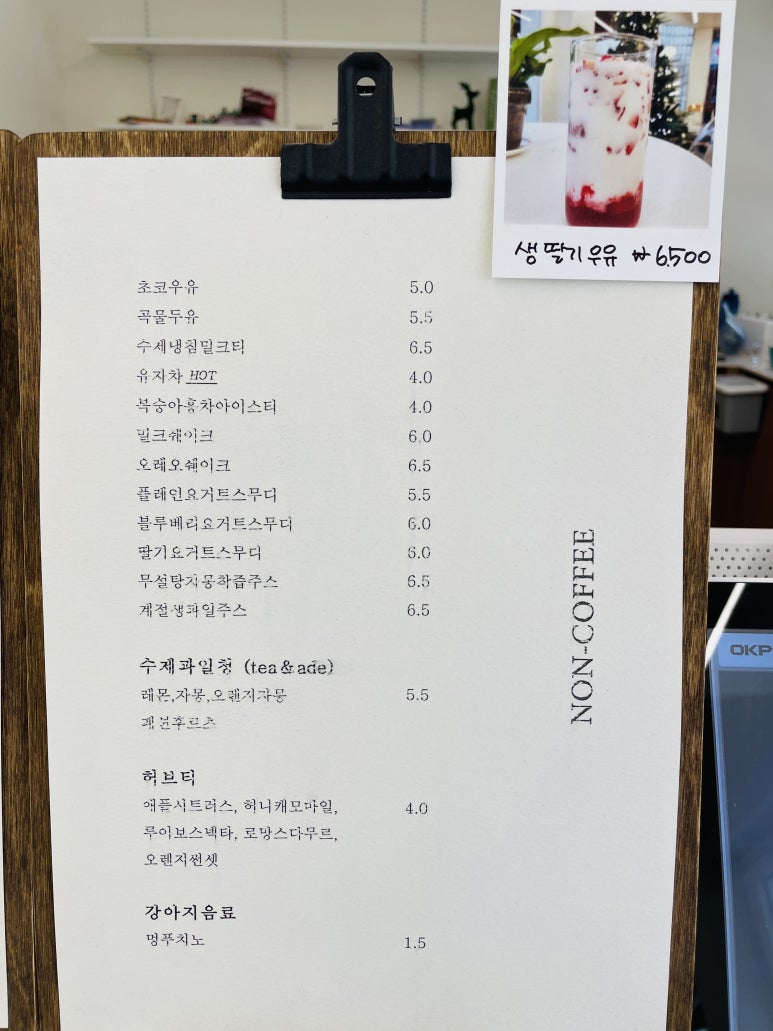 생딸기우유 ₩6,500
초코우유 5.0
곡물두유 5.5
수제냉침밀크티 6.5
유자차 HOT 4.0
복숭아홍차아이스티 4.0
밀크쉐이크 6.0
오레오쉐이크 6.5
플레인요거트스무디 5.5
블루베리요거트스무디 6.0
딸기요거트스무디 6.0
무설탕자몽착즙주스 6.5
계절생과일주스 6.5
NON-COFFEE
수제과일청 (tea&ade)
레몬,자몽,오렌지자몽 5.5
패션후르츠
허브티
애플시트러스, 허니캐모마일, 4.0
루이보스넥타, 로망스다무르,
오렌지썬셋
강아지음료
멍푸치노 1.5
OKP